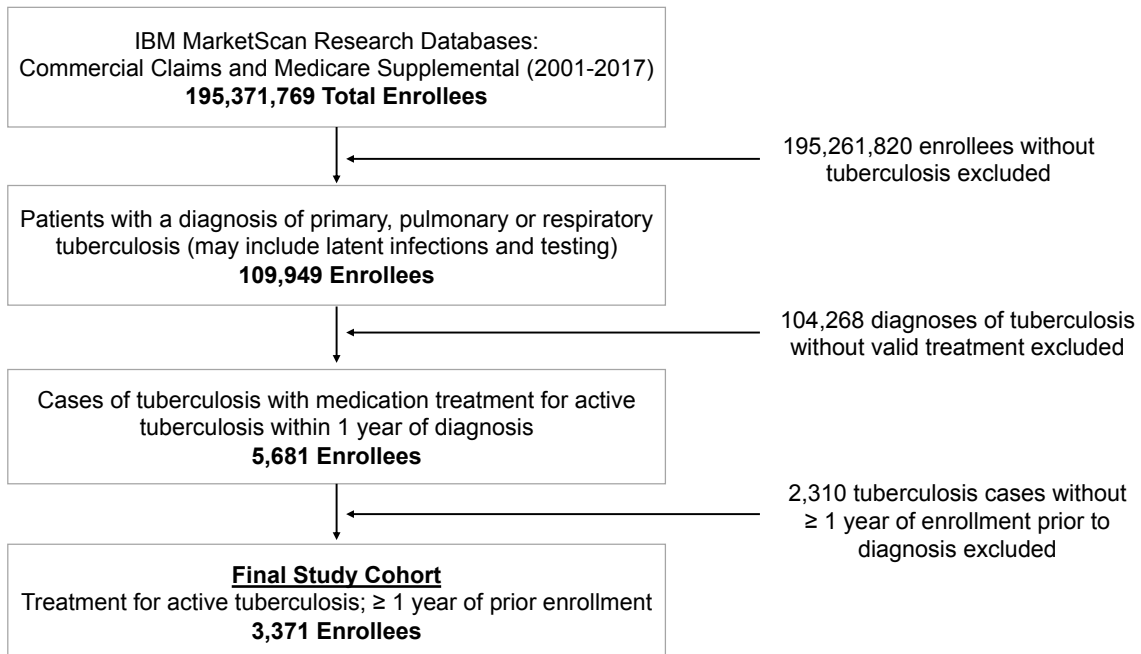 IBM MarketScan Research Databases:
Commercial Claims and Medicare Supplemental (2001-2017)
195,371,769 Total Enrollees
195,261,820 enrollees without
tuberculosis excluded
Patients with a diagnosis of primary, pulmonary or respiratory
tuberculosis (may include latent infections and testing)
109,949 Enrollees
104,268 diagnoses of tuberculosis
without valid treatment excluded
Cases of tuberculosis with medication treatment for active
tuberculosis within 1 year of diagnosis
5,681 Enrollees
2,310 tuberculosis cases without
≥ 1 year of enrollment prior to
diagnosis excluded
Final Study Cohort
Treatment for active tuberculosis; ≥ 1 year of prior enrollment
3,371 Enrollees